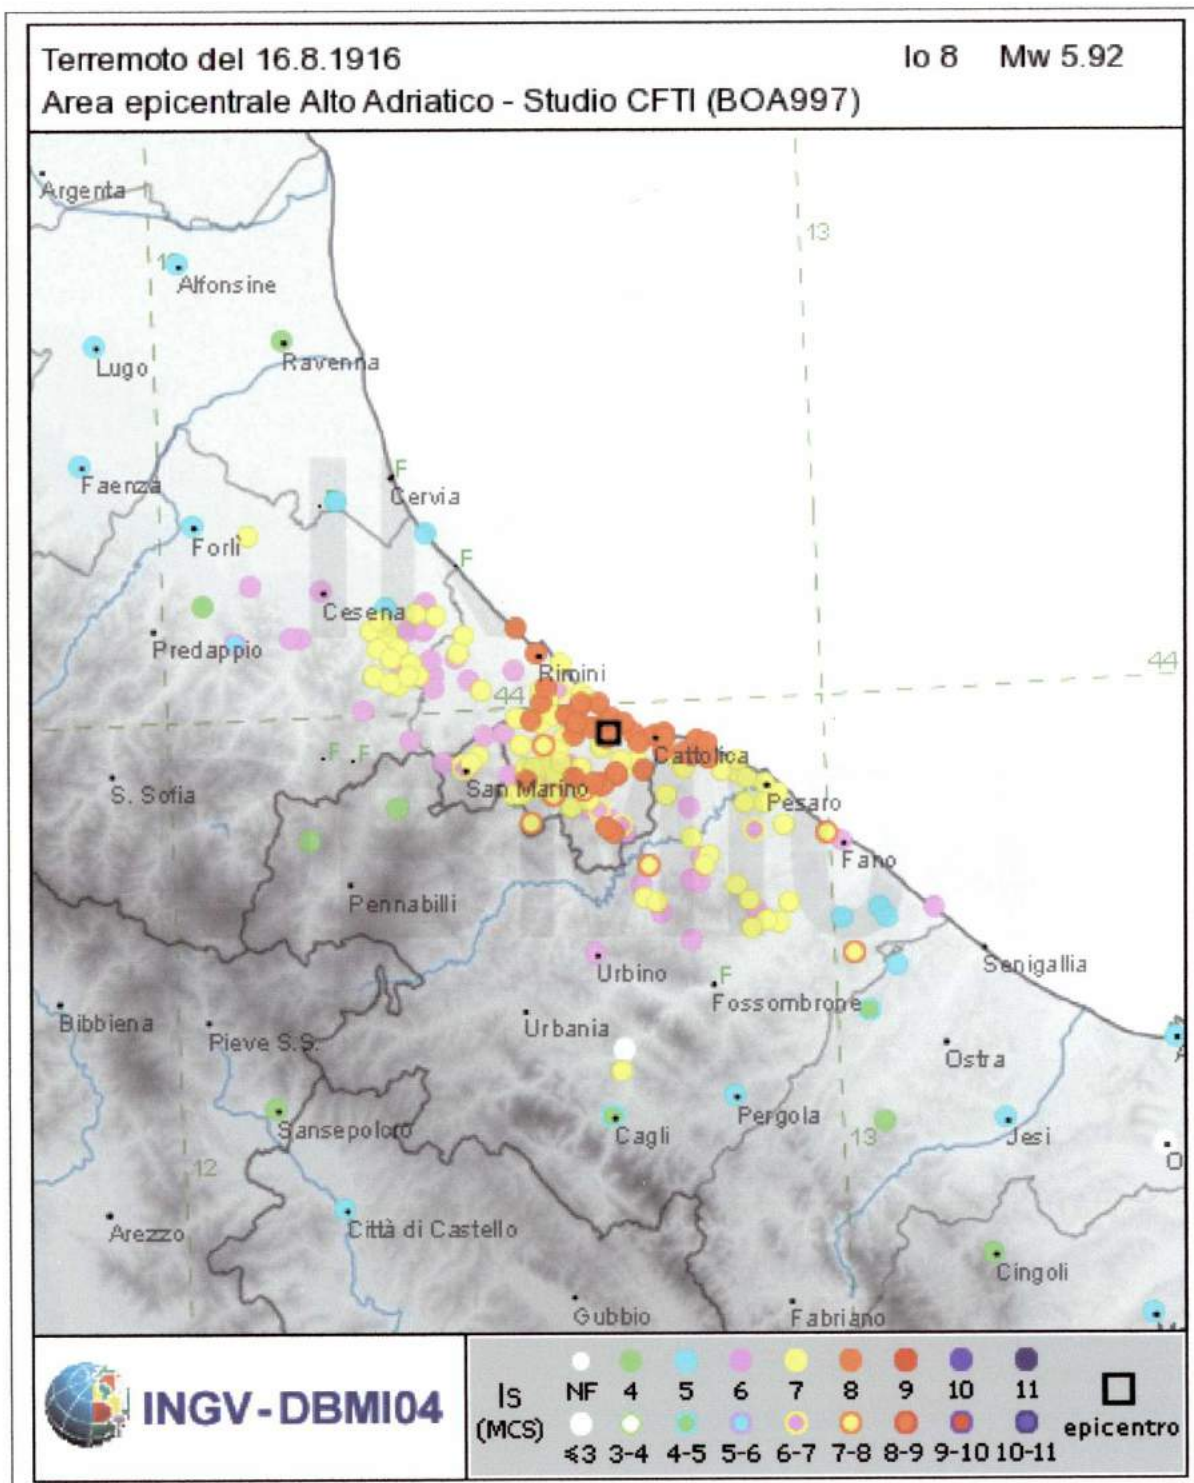 Terremoto del 16.8.1916 Io 8 Mw 5.92
Area epicentrale Alto Adriatico - Studio CFTI (BOA997)
Argenta
13
Alfonsine
Ravenna
Lugo
F
Faenza
Cervia
Forlì
F
Cesena
Predappio
Rimini
44
44
F F
Cattolica
San Marino
S. Sofia
Pesaro
Fano
Pennabilli
Senigallia
Urbino
F
Fossombrone
Bibbiena
Urbania
Pieve S.S.
Ostra
Sansepolcro
Cagli
Pergola
Jesi
13
12
Arezzo
Città di Castello
Cingoli
Gubbio
Fabriano
INGV-DBMI04
Is
(MCS)
NF 4 5 6 7 8 9 10 11
≤3 3-4 4-5 5-6 6-7 7-8 8-9 9-10 10-11
epicentro